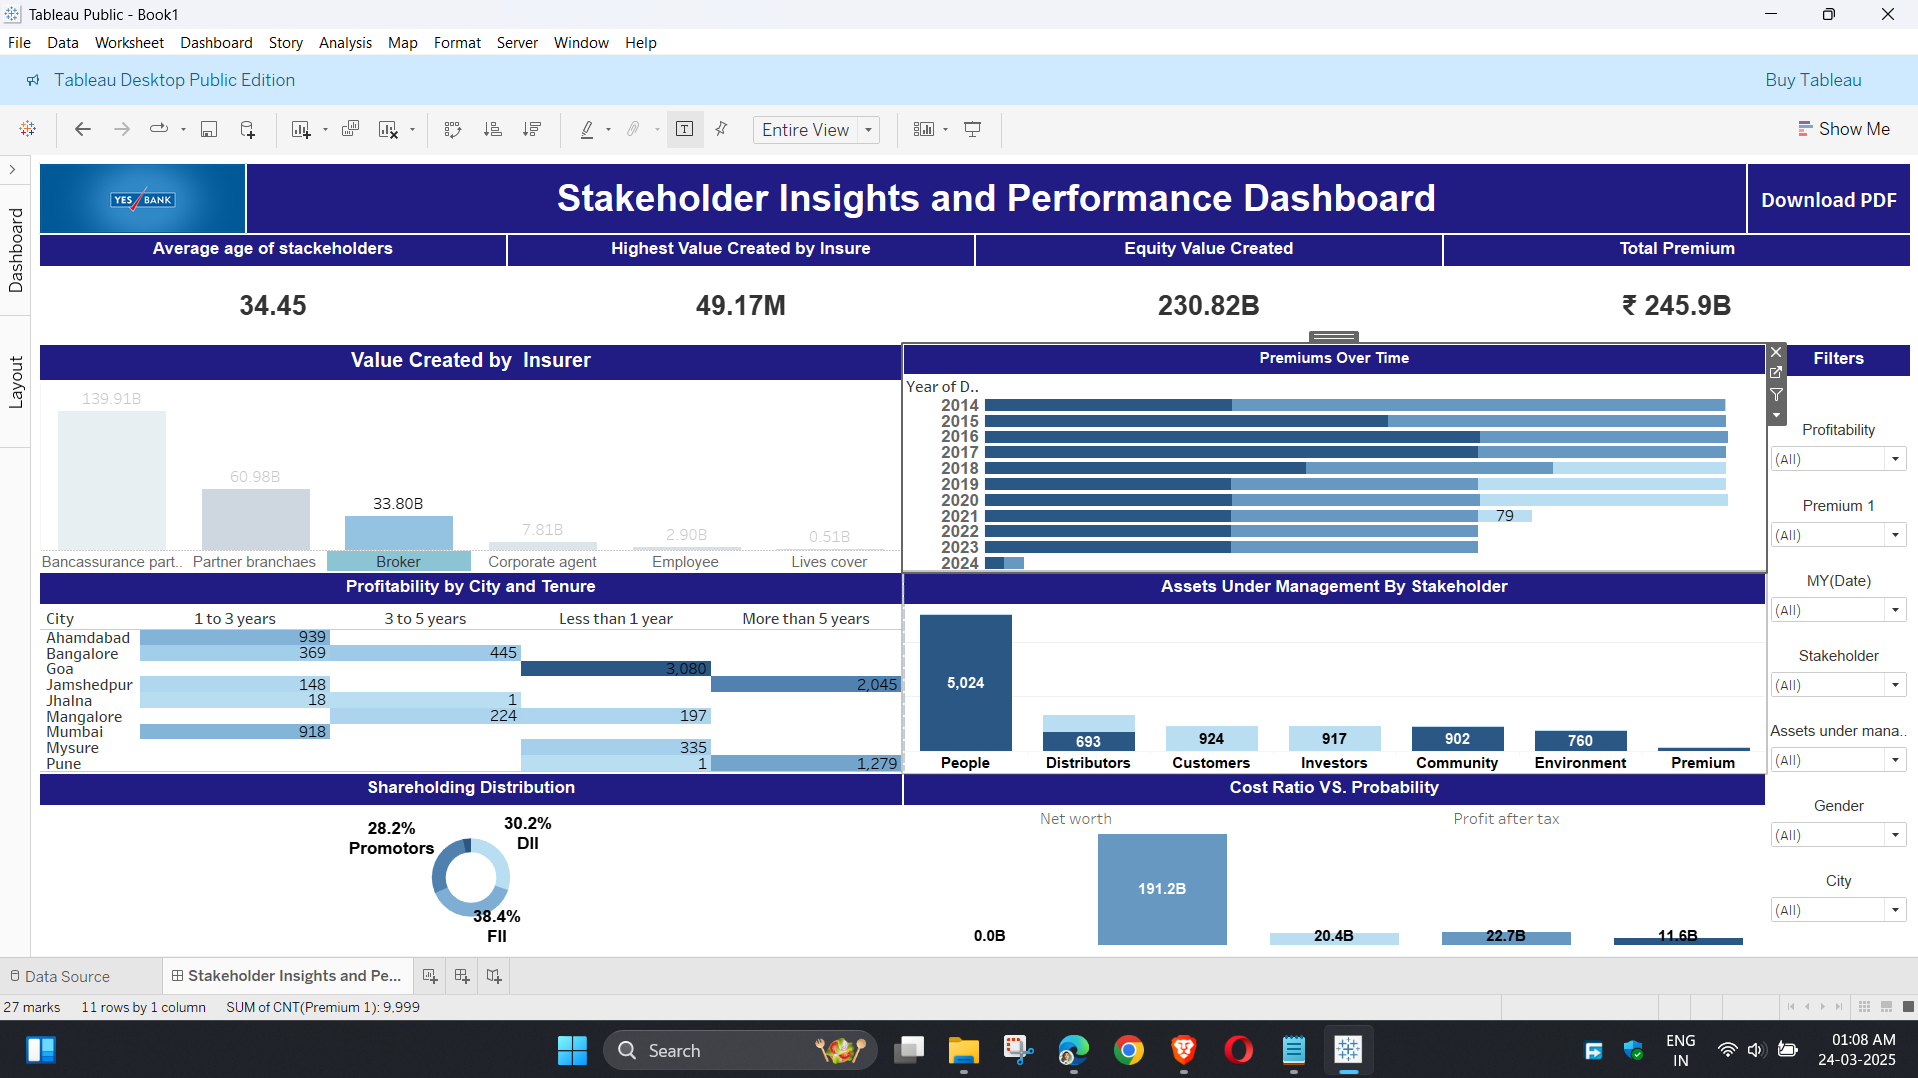 Tableau Public - Book1
File Data Worksheet Dashboard Story Analysis Map Format Server Window Help
Tableau Desktop Public Edition
Buy Tableau
Entire View
Show Me
Dashboard
Layout
YES BANK
Stakeholder Insights and Performance Dashboard
Download PDF
Average age of stackeholders
Highest Value Created by Insure
Equity Value Created
Total Premium
34.45
49.17M
230.82B
₹ 245.9B
Value Created by Insurer
139.91B
60.98B
33.80B
7.81B
2.90B
0.51B
Bancassurance part..
Partner branchaes
Broker
Corporate agent
Employee
Lives cover
Premiums Over Time
Year of D..
2014
2015
2016
2017
2018
2019
2020
2021 79
2022
2023
2024
Filters
Profitability
(All)
Premium 1
(All)
MY(Date)
(All)
Stakeholder
(All)
Assets under mana..
(All)
Gender
(All)
City
(All)
Profitability by City and Tenure
City 1 to 3 years 3 to 5 years Less than 1 year More than 5 years
Ahamdabad 939
Bangalore 369 445
Goa 3,080
Jamshedpur 148 2,045
Jhalna 18 1
Mangalore 224 197
Mumbai 918
Mysure 335
Pune 1 1,279
Assets Under Management By Stakeholder
5,024
693
924
917
902
760
People
Distributors
Customers
Investors
Community
Environment
Premium
Shareholding Distribution
28.2%
Promotors
30.2%
DII
38.4%
FII
Cost Ratio VS. Probability
Net worth
Profit after tax
0.0B
191.2B
20.4B
22.7B
11.6B
Data Source
Stakeholder Insights and Pe...
27 marks 11 rows by 1 column SUM of CNT(Premium 1): 9,999
Search
ENG
IN
01:08 AM
24-03-2025